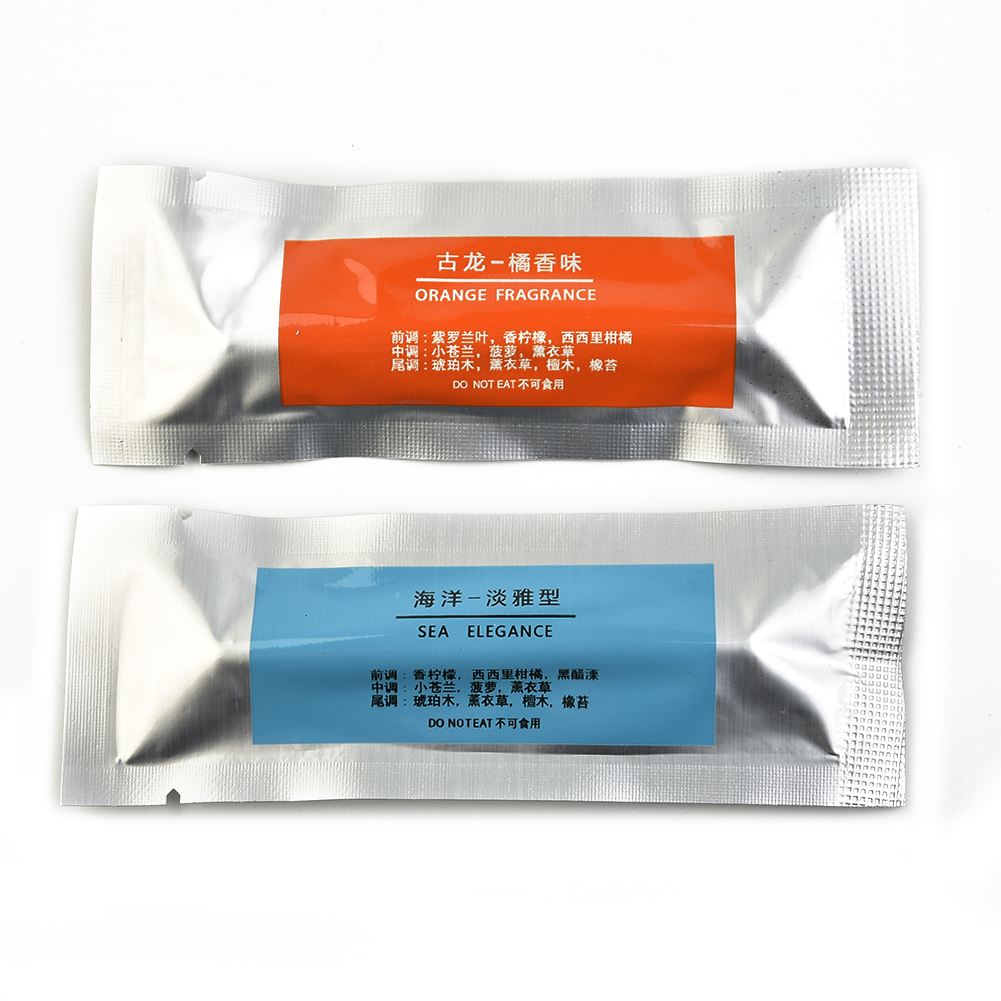 古龙-橘香味
ORANGE FRAGRANCE
前调:紫罗兰叶,香柠檬,西西里柑橘
中调:小苍兰,菠萝,薰衣草
尾调:琥珀木,薰衣草,檀木,橡苔
DO NOT EAT 不可食用
海洋-淡雅型
SEA ELEGANCE
前调:香柠檬,西西里柑橘,黑醋溧
中调:小苍兰,菠萝,薰衣草
尾调:琥珀木,薰衣草,檀木,橡苔
DO NOTEAT 不可食用